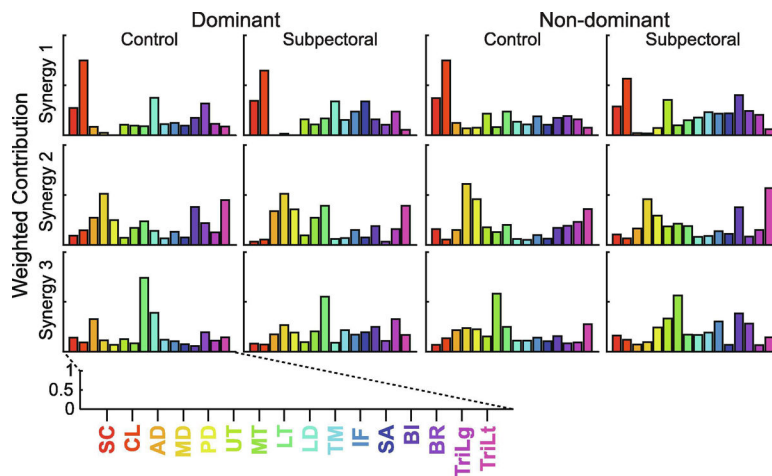 Dominant Non-dominant
Control Subpectoral Control Subpectoral
Weighted Contribution
Synergy 1
Synergy 2
Synergy 3
1
0.5
0
SC CL AD MD PD UT MT LT LD TM IF SA BI BR TriLg TriLt